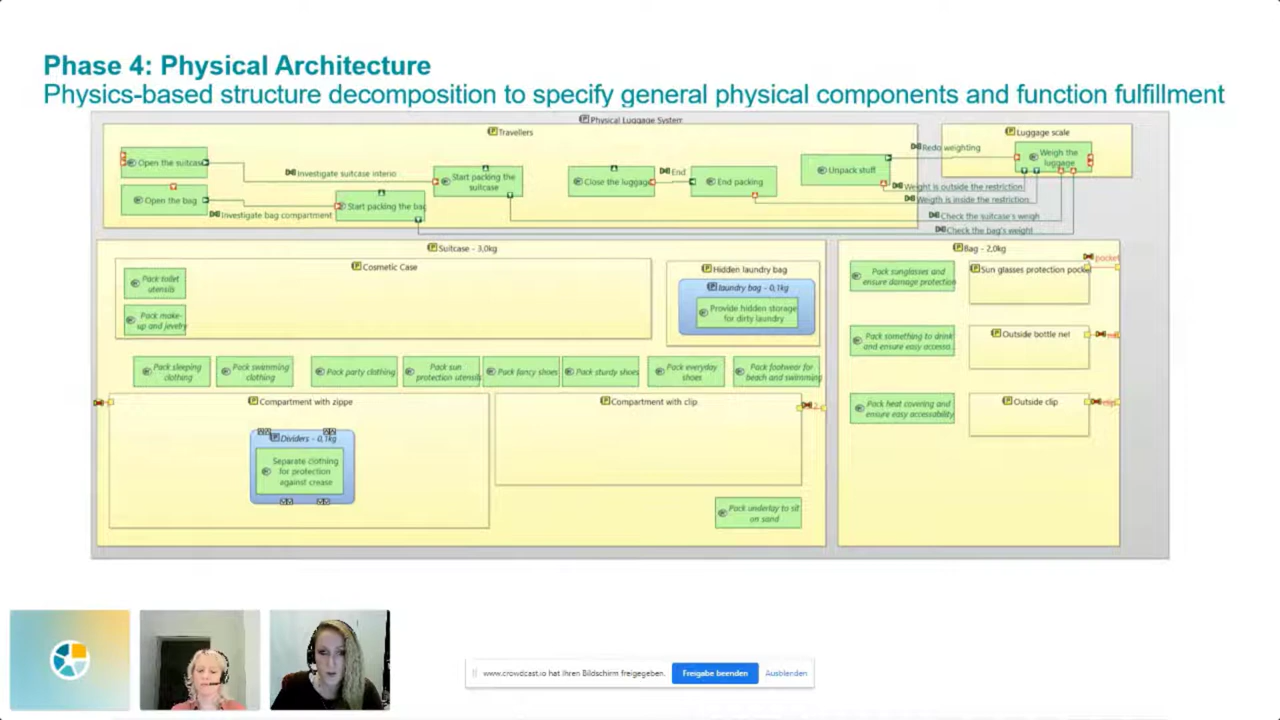 Phase 4: Physical Architecture
Physics-based structure decomposition to specify general physical components and function fulfillment
Physical Luggage System
Travellers
Luggage scale
Open the suitcase
Investigate suitcase interio
Start packing the
suitcase
Close the luggage
End
End packing
Unpack stuff
Redo weighting
Weigh the
luggage
Open the bag
Investigate bag compartment
Start packing the bag
Weight is outside the restriction
Weigth is inside the restriction
Check the suitcase's weigh
Check the bag's weight
Suitcase - 3,0kg
Cosmetic Case
Pack toilet
utensils
Pack make-
up and jevelry
Hidden laundry bag
laundry bag - 0,1kg
Provide hidden storage
for dirty laundry
Pack sleeping
clothing
Pack swimming
clothing
Pack party clothing
Pack sun
protection utensils
Pack fancy shoes
Pack sturdy shoes
Pack everyday
shoes
Pack footwear for
beach and swimming
Compartment with zippe
Dividers - 0,1kg
Separate clothing
for protection
against crease
Compartment with clip
Pack underlay to sit
on sand
Bag - 2,0kg
Pack sunglasses and
ensure damage protection
Sun glasses protection pocke
pocket
Pack something to drink
and ensure easy accessa..
Outside bottle net
Pack heat covering and
ensure easy accessability
Outside clip
clip
www.crowdcast.io hat Ihren Bildschirm freigegeben.
Freigabe beenden
Ausblenden